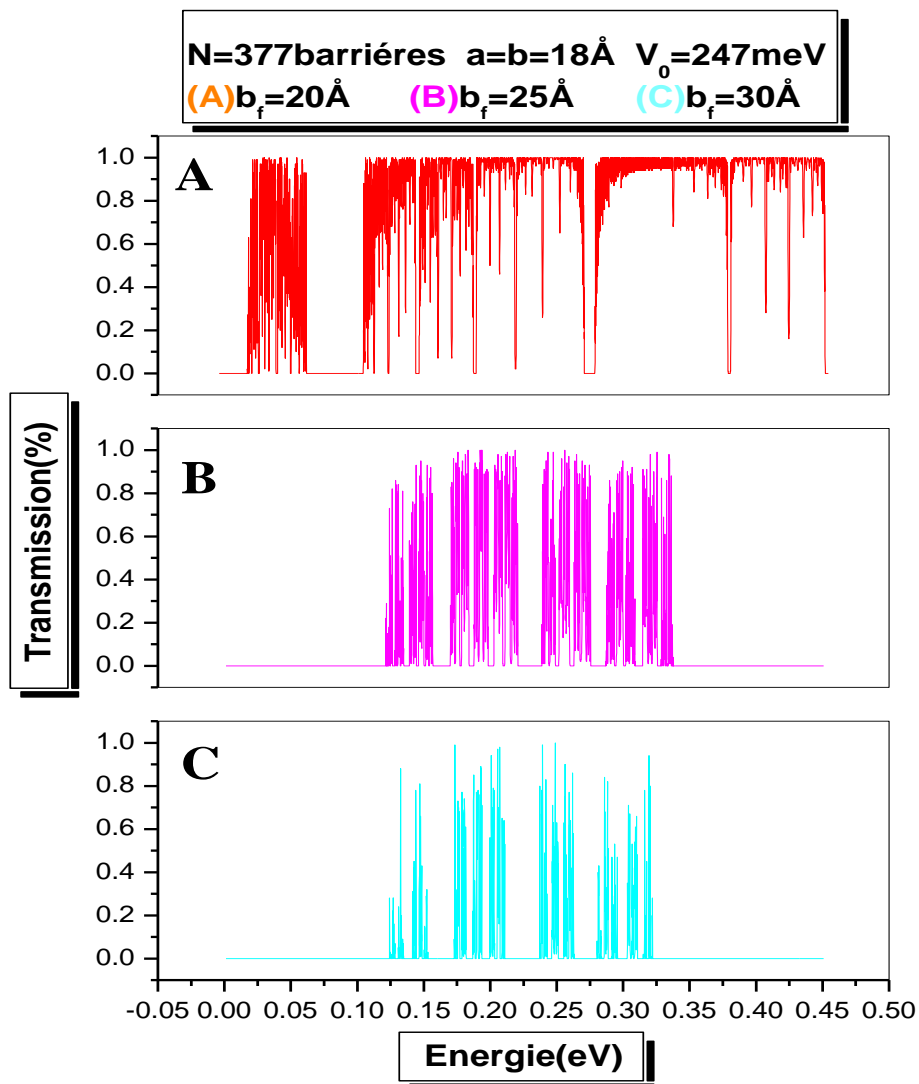 N=377barriéres a=b=18Å V₀=247meV
(A)b_f=20Å (B)b_f=25Å (C)b_f=30Å
A
1.0
0.8
0.6
0.4
0.2
0.0
B
1.0
0.8
0.6
0.4
0.2
0.0
Transmission(%)
C
1.0
0.8
0.6
0.4
0.2
0.0
-0.05 0.00 0.05 0.10 0.15 0.20 0.25 0.30 0.35 0.40 0.45 0.50
Energie(eV)